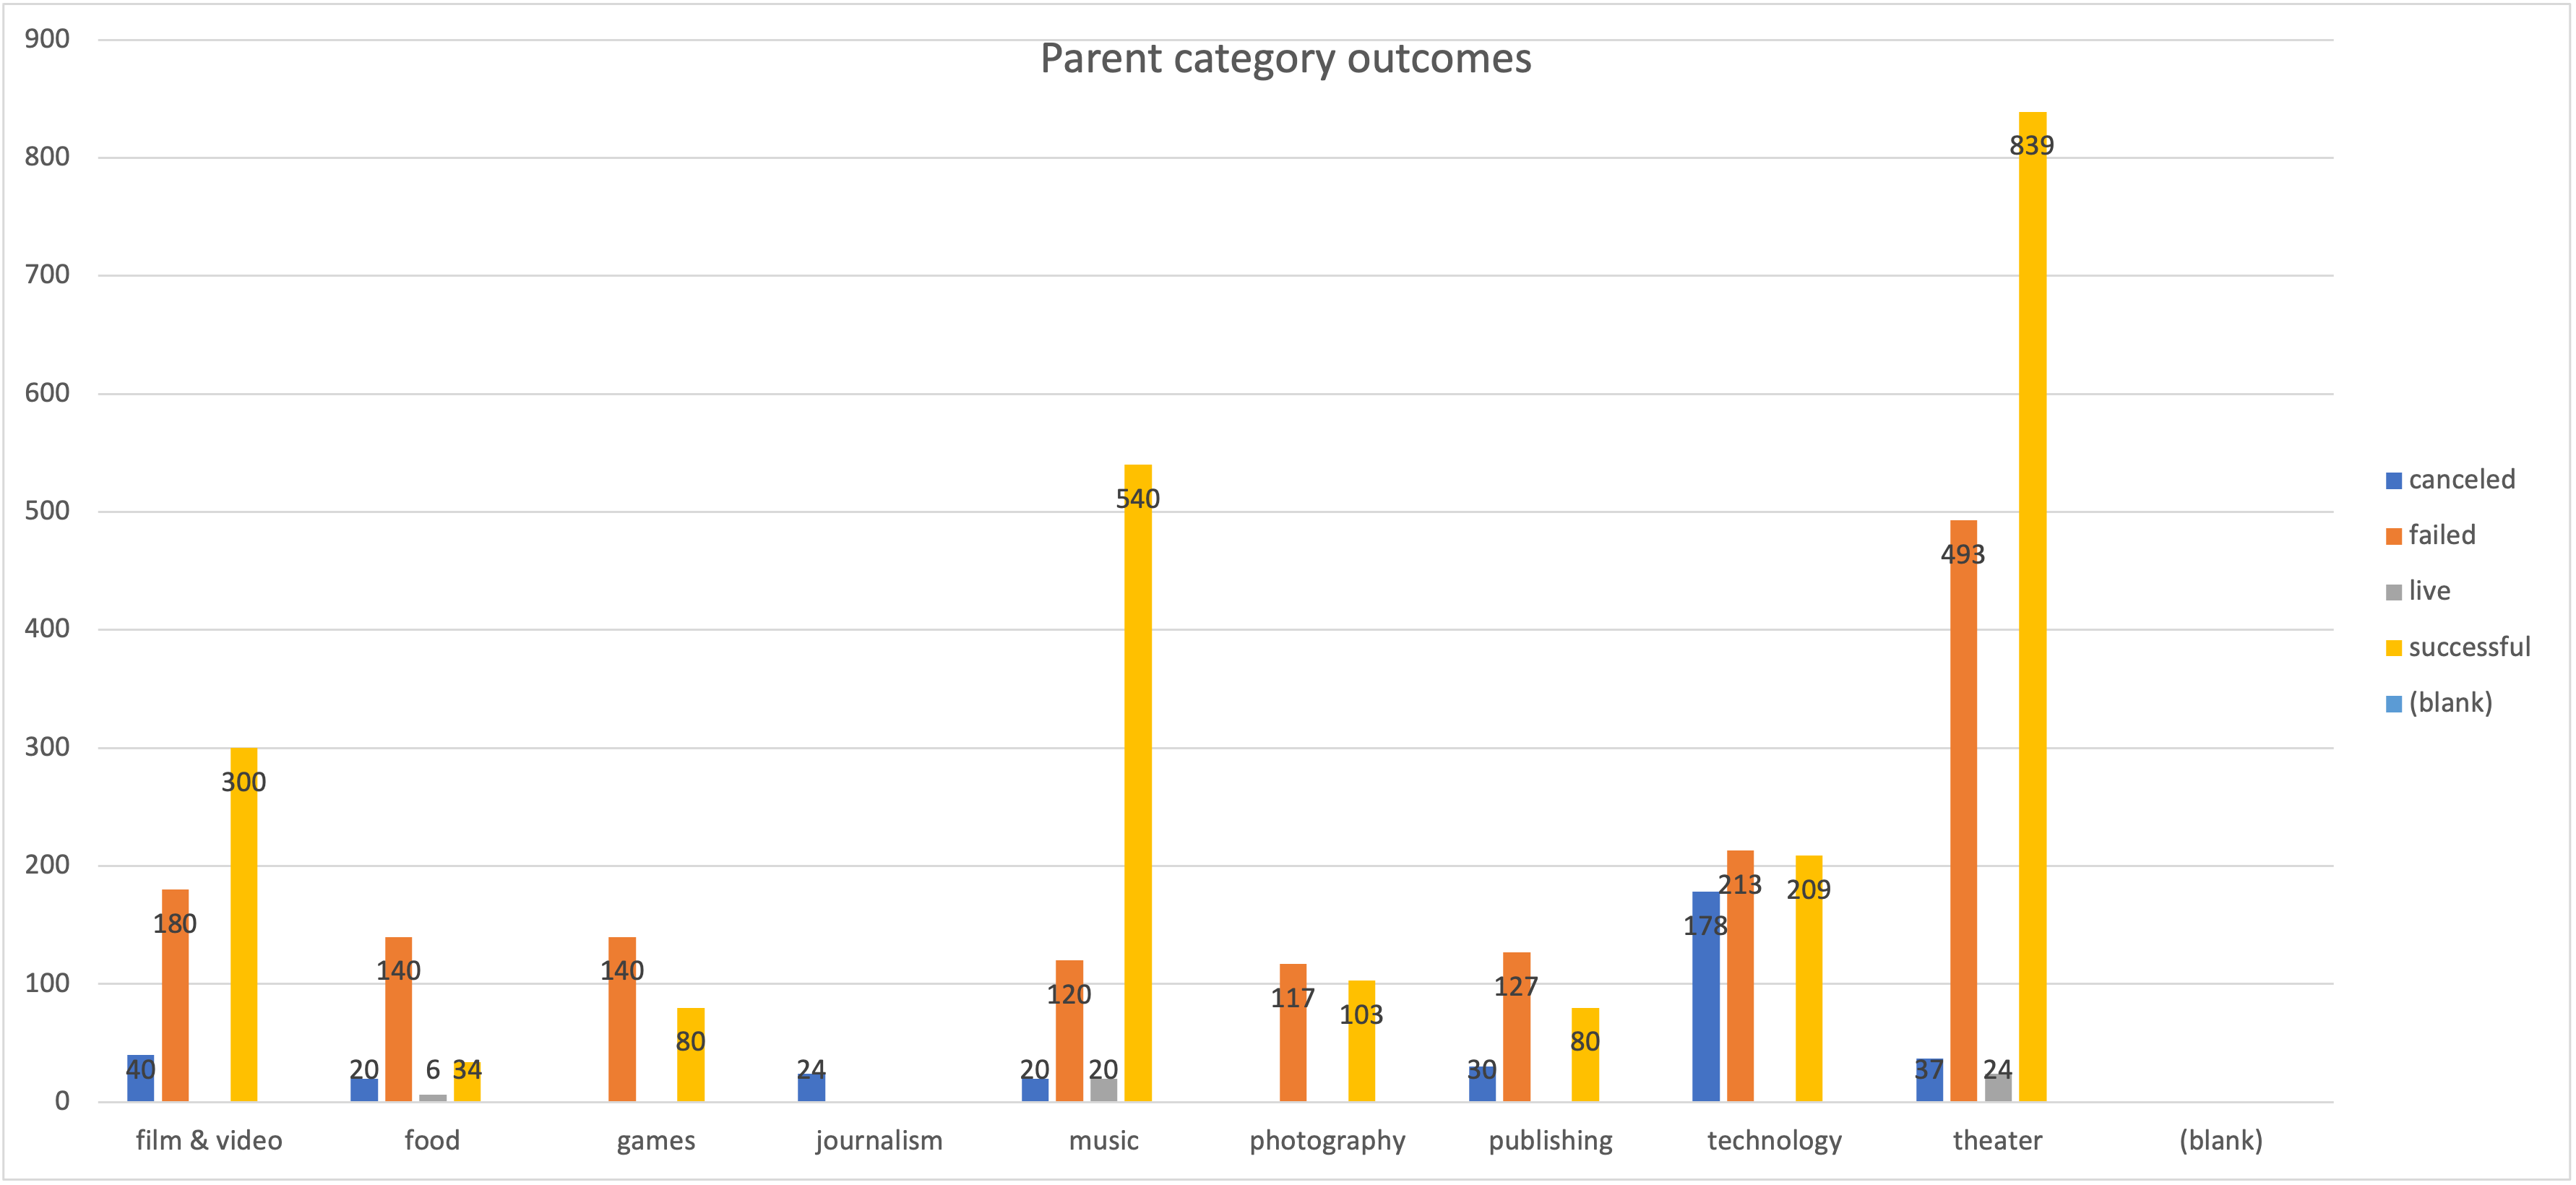 Parent category outcomes
900
800
700
600
500
400
300
200
100
0
40
180
300
20
140
6
34
140
80
24
20
120
20
540
117
103
30
127
80
178
213
209
37
493
24
839
film & video
food
games
journalism
music
photography
publishing
technology
theater
(blank)
canceled
failed
live
successful
(blank)